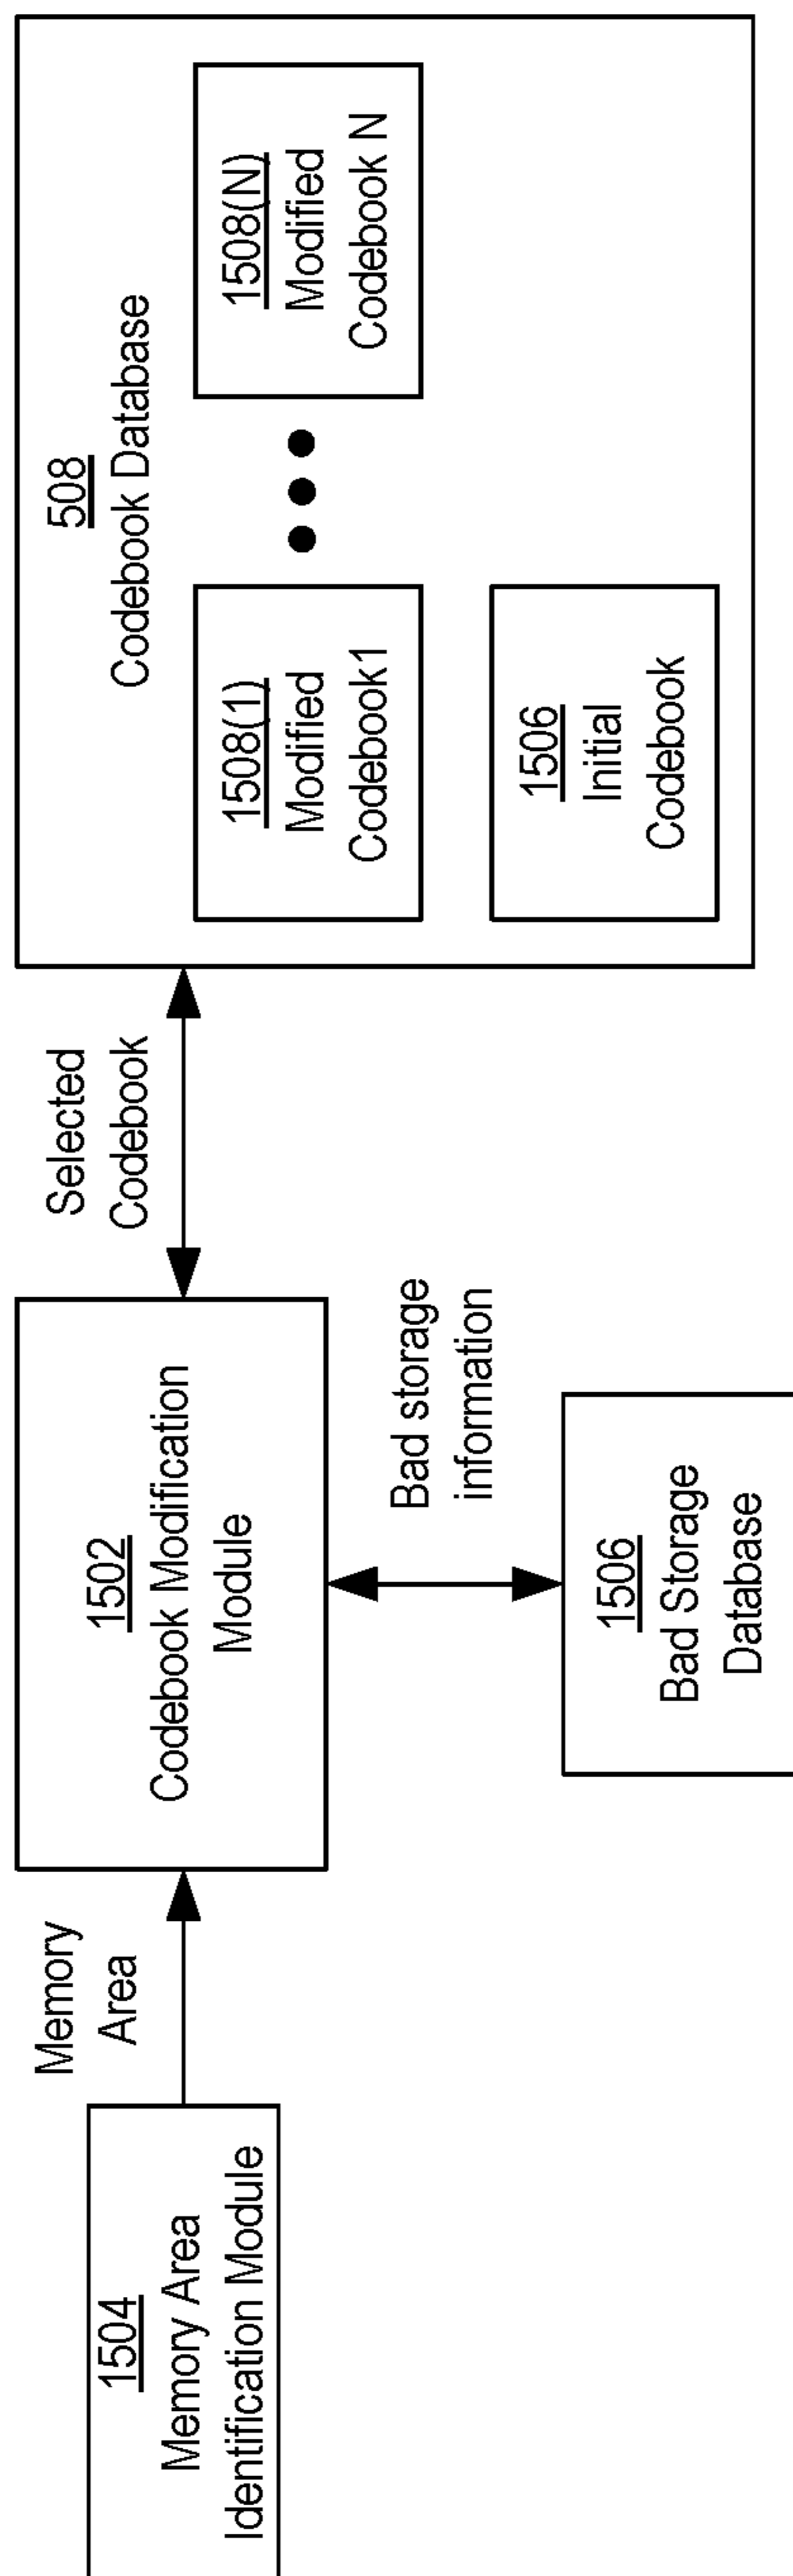 1504
Memory Area
Identification Module
Memory
Area
1502
Codebook Modification
Module
Bad storage
information
1506
Bad Storage
Database
Selected
Codebook
508
Codebook Database
1508(1)
Modified
Codebook1
1508(N)
Modified
Codebook N
1506
Initial
Codebook